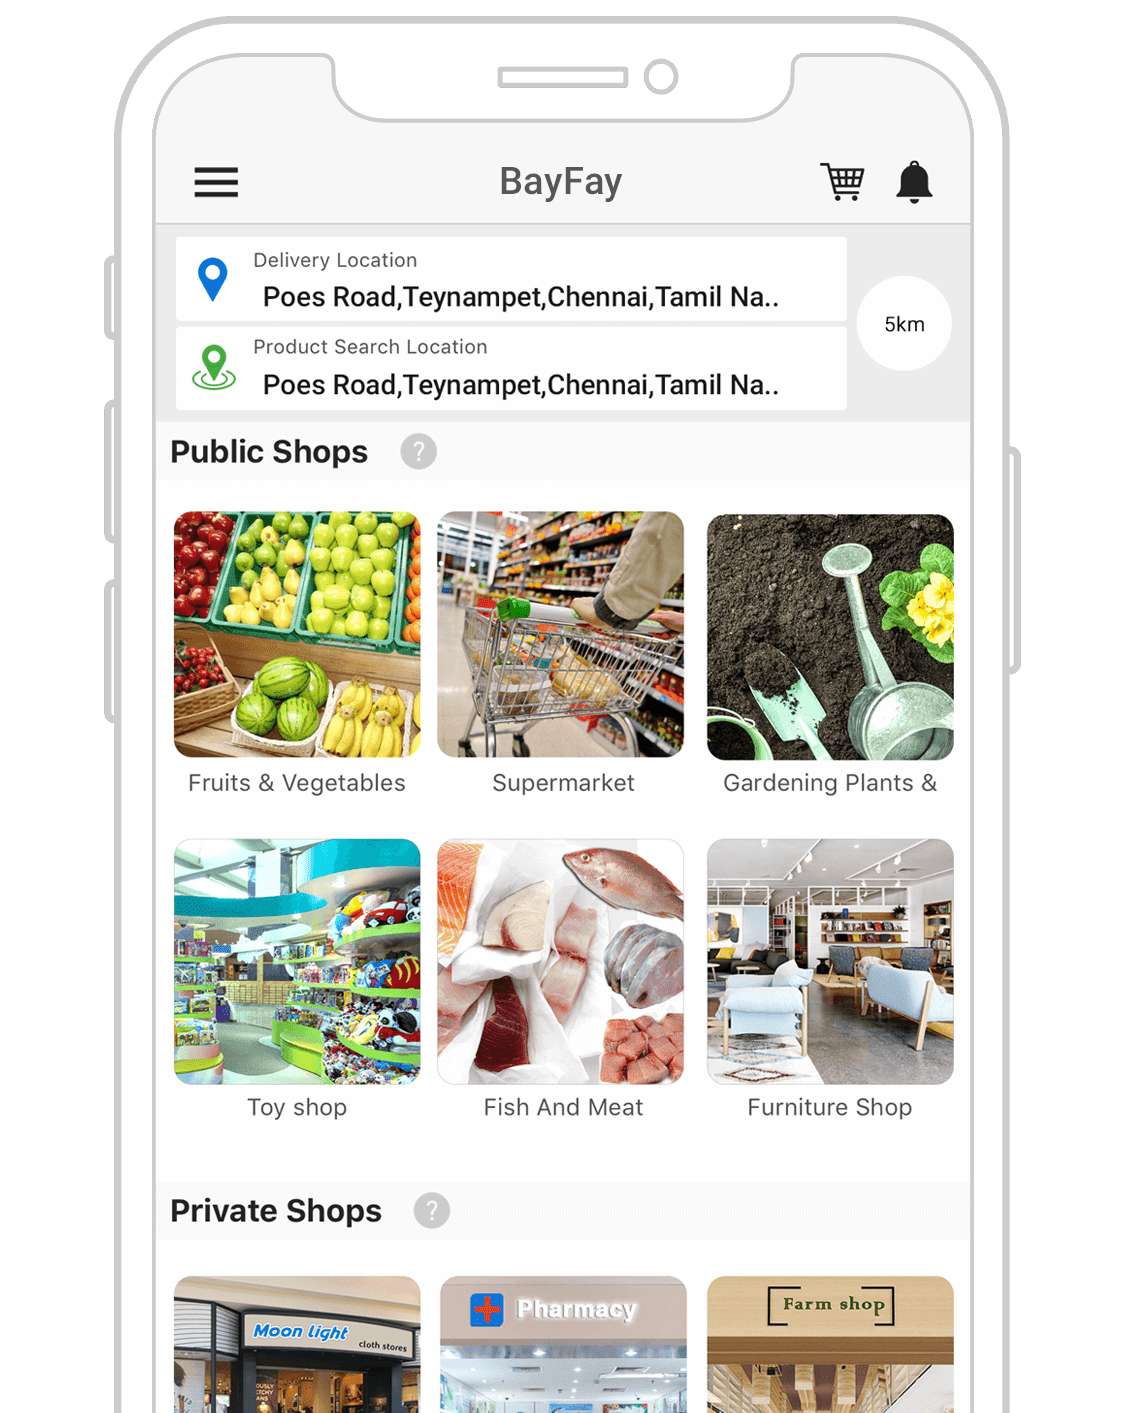 BayFay
Delivery Location
Poes Road,Teynampet,Chennai,Tamil Na..
5km
Product Search Location
Poes Road,Teynampet,Chennai,Tamil Na..
Public Shops ?
Fruits & Vegetables
Supermarket
Gardening Plants &
Toy shop
Fish And Meat
Furniture Shop
Private Shops ?
Moon light
cloth stores
Pharmacy
Farm shop